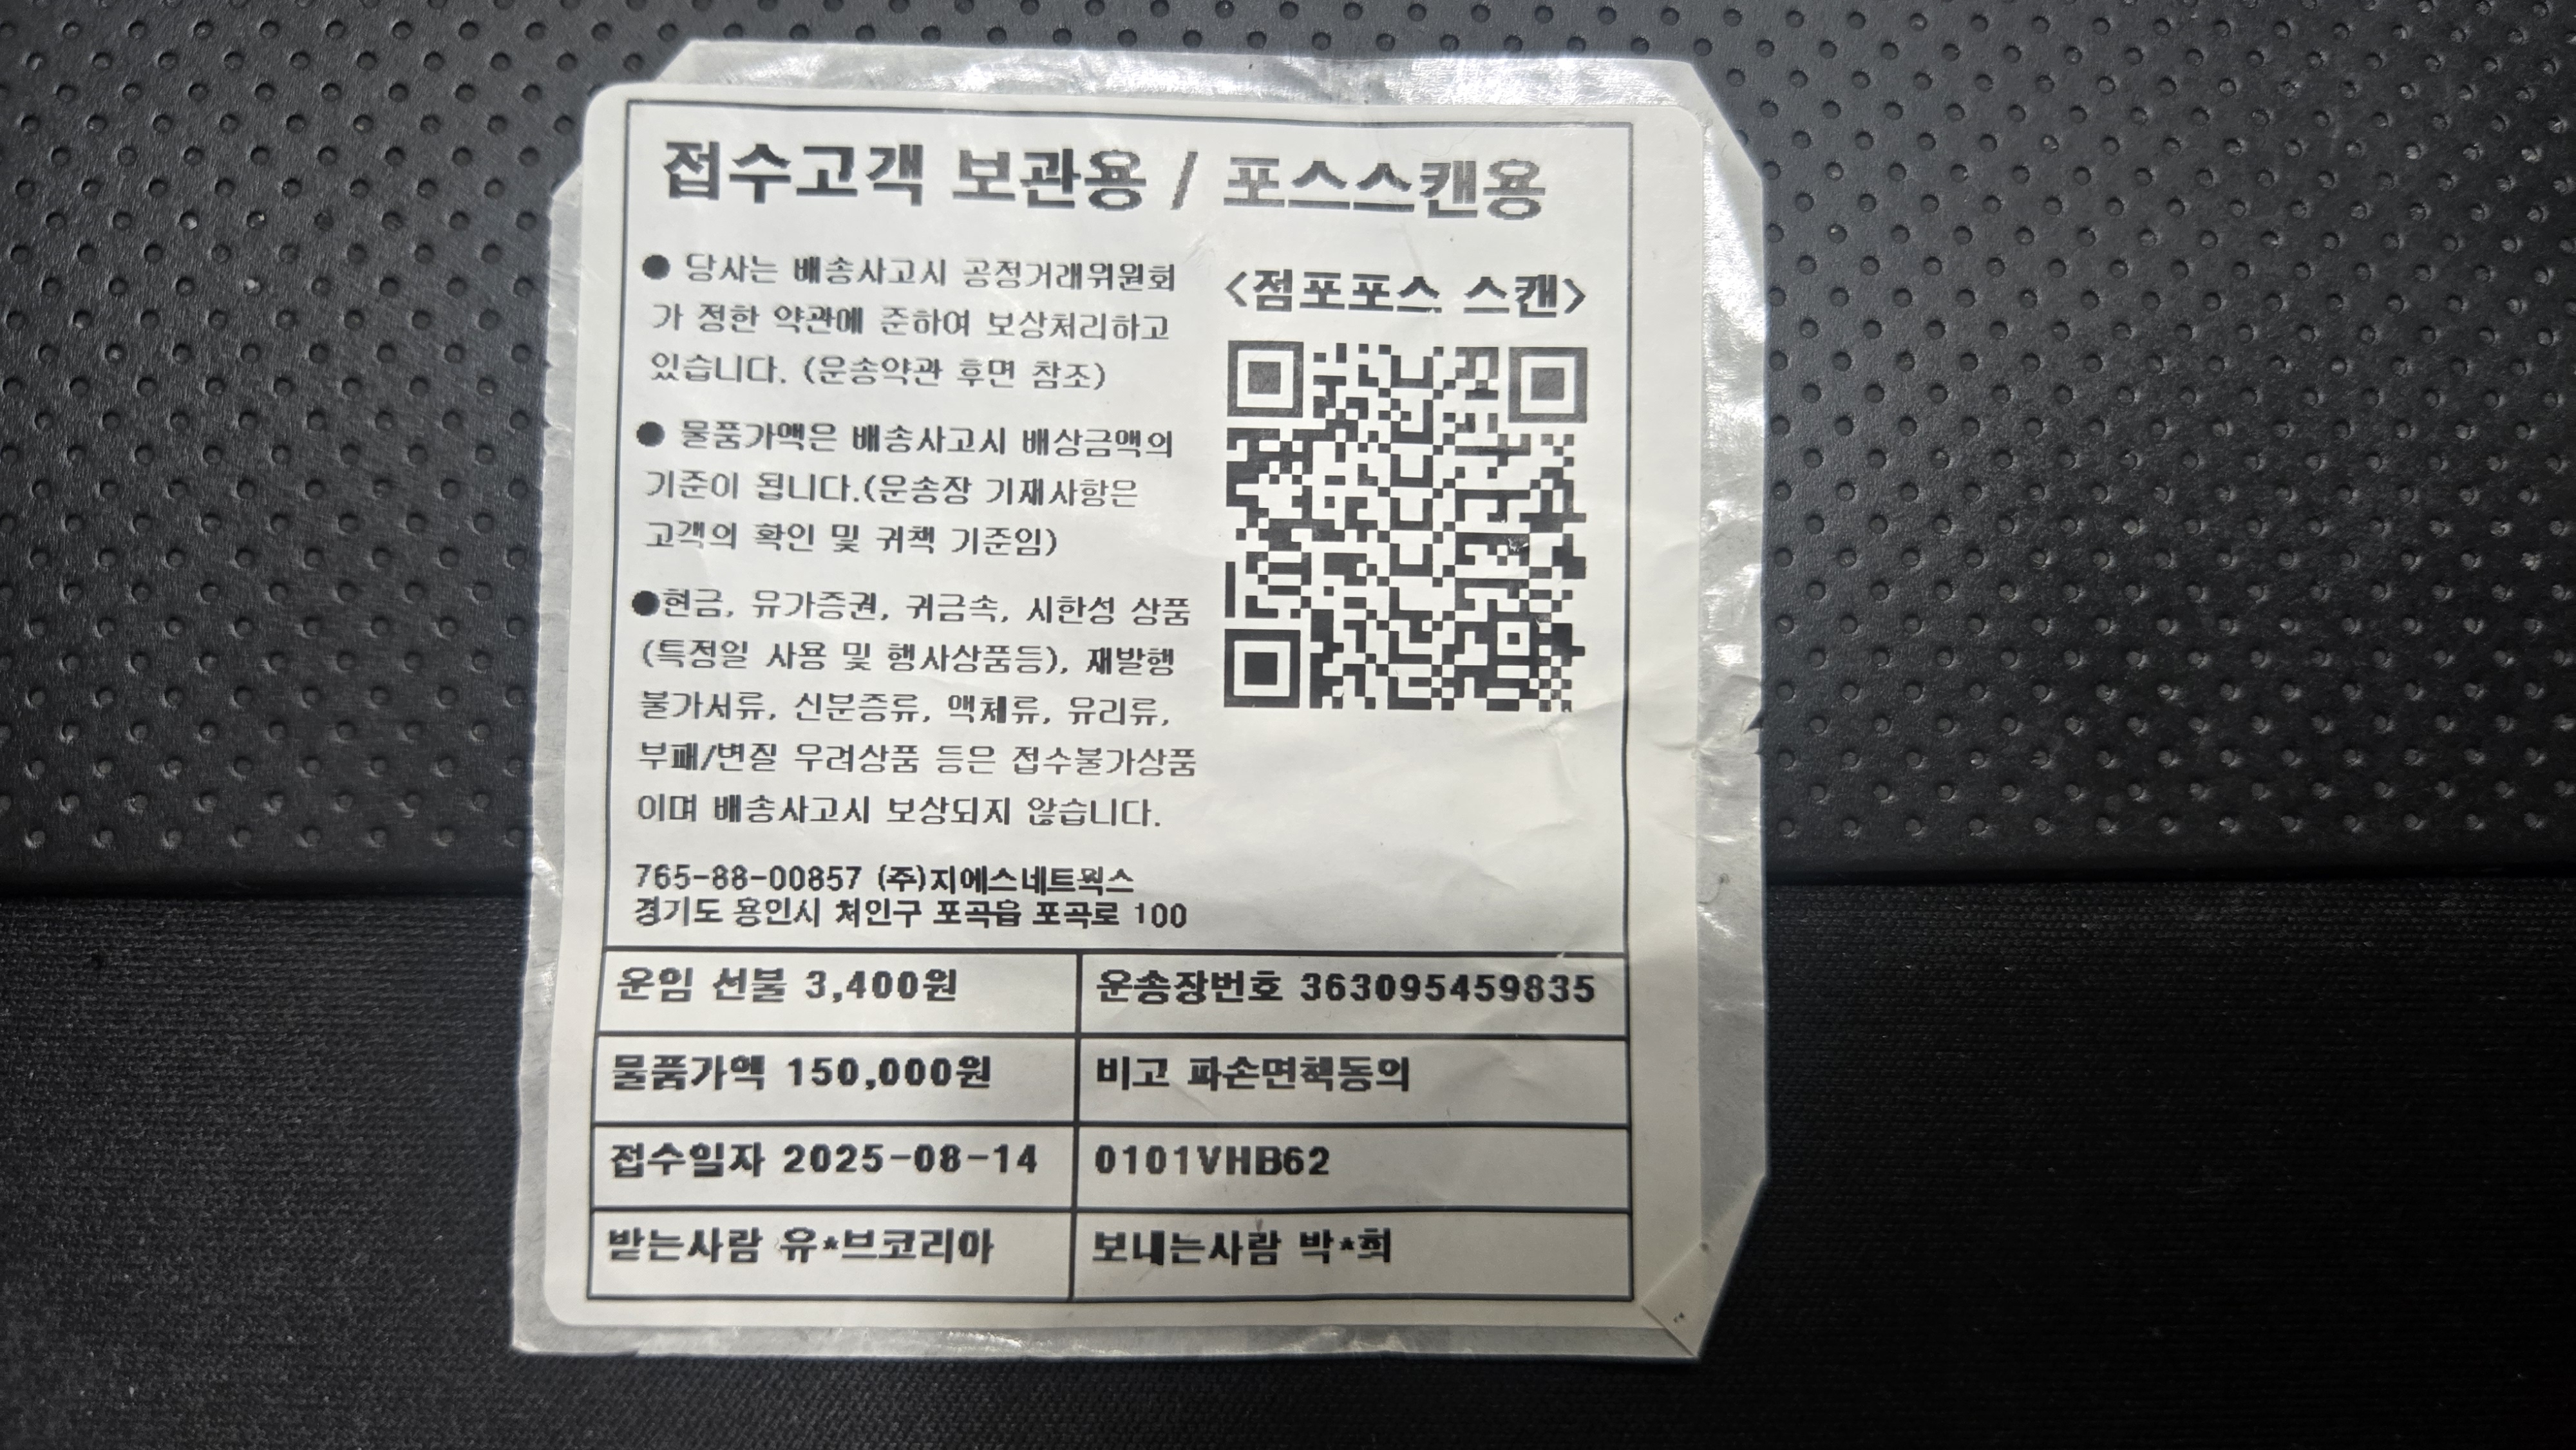 접수고객 보관용 / 포스스캔용
● 당사는 배송사고시 공정거래위원회
가 정한 약관에 준하여 보상처리하고
있습니다. (운송약관 후면 참조)
● 물품가액은 배송사고시 배상금액의
기준이 됩니다.(운송장 기재사항은
고객의 확인 및 귀책 기준임)
●현금, 유가증권, 귀금속, 시한성 상품
(특정일 사용 및 행사상품등), 재발행
불가서류, 신분증류, 액체류, 유리류,
부패/변질 우려상품 등은 접수불가상품
이며 배송사고시 보상되지 않습니다.
<점포포스 스캔>
765-88-00857 (주)지에스네트웍스
경기도 용인시 처인구 포곡읍 포곡로 100
운임 선불 3,400원
운송장번호 363095459835
물품가액 150,000원
비고 파손면책동의
접수일자 2025-08-14
0101VHB62
받는사람 유*브코리아
보내는사람 박*희